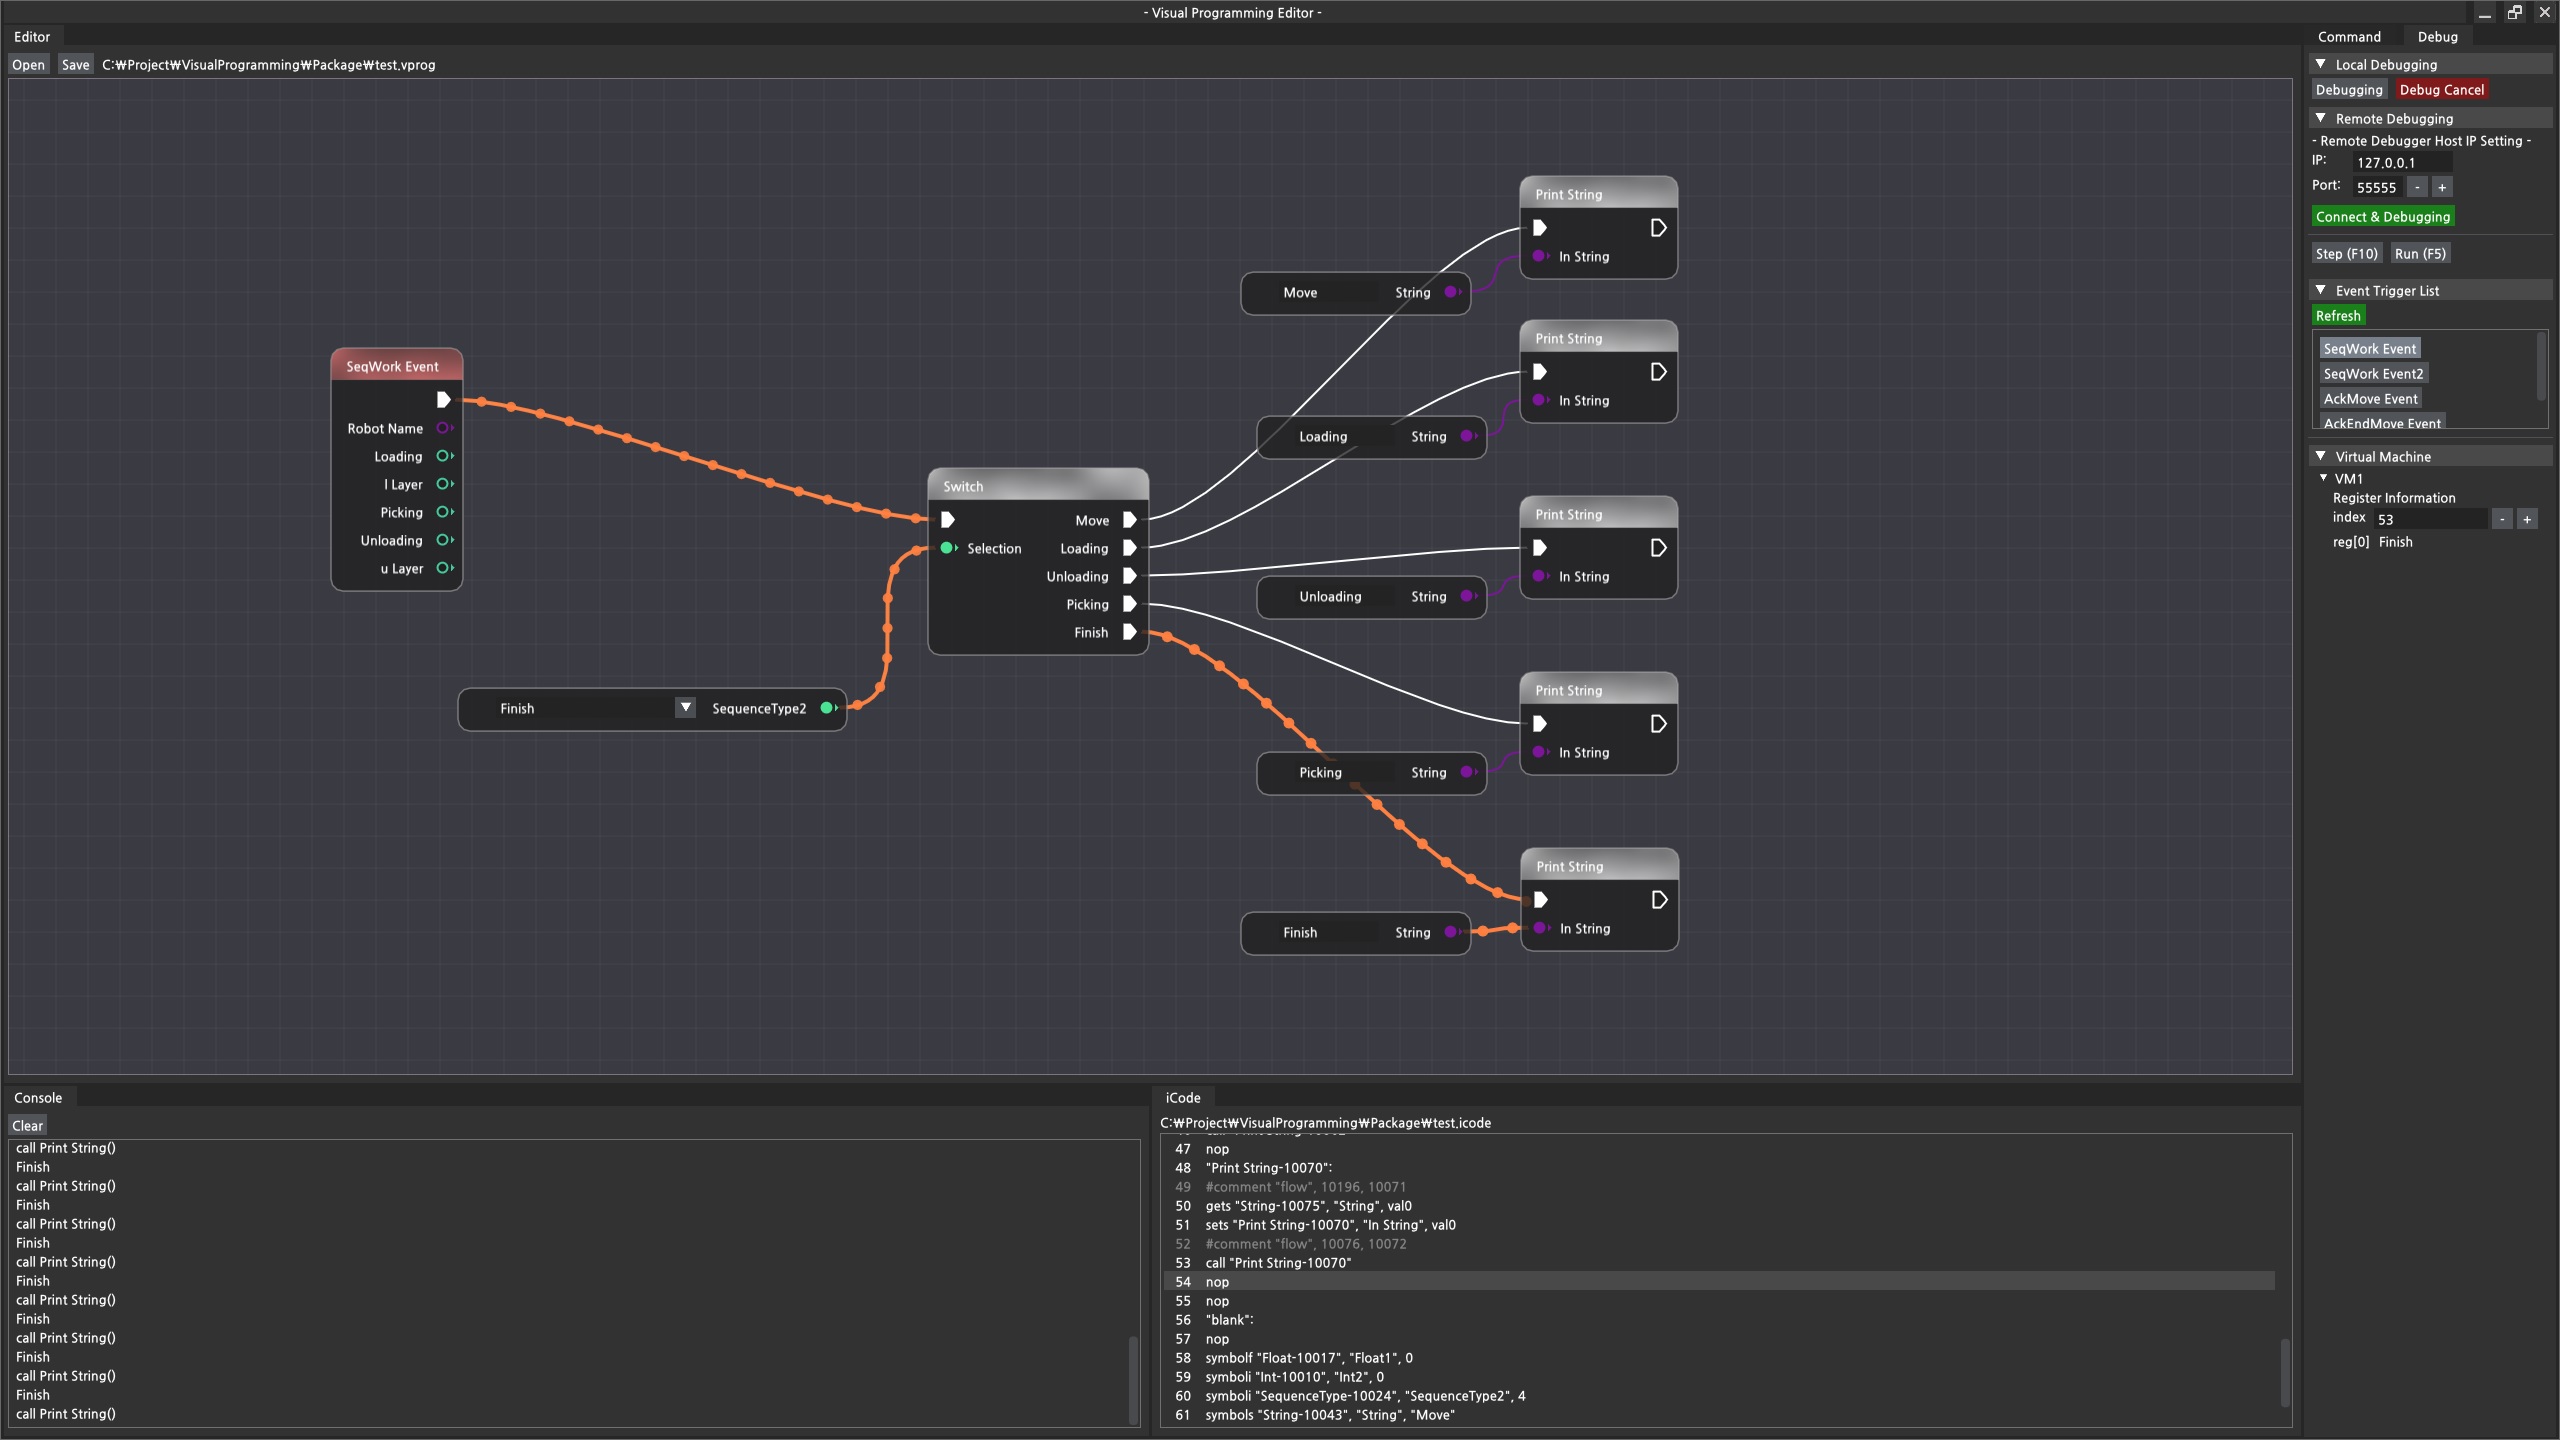 - Visual Programming Editor -
Editor
Open Save C:₩Project₩VisualProgramming₩Package₩test.vprog
SeqWork Event
Robot Name
Loading
l Layer
Picking
Unloading
u Layer
Finish SequenceType2
Switch
Selection
Move
Loading
Unloading
Picking
Finish
Move String
Print String
In String
Loading String
Print String
In String
Unloading String
Print String
In String
Picking String
Print String
In String
Finish String
Print String
In String
Command Debug
Local Debugging
Debugging Debug Cancel
Remote Debugging
- Remote Debugger Host IP Setting -
IP: 127.0.0.1
Port: 55555 - +
Connect & Debugging
Step (F10) Run (F5)
Event Trigger List
Refresh
SeqWork Event
SeqWork Event2
AckMove Event
AckEndMove Event
Virtual Machine
VM1
Register Information
index 53 - +
reg[0] Finish
Console
Clear
call Print String()
Finish
call Print String()
Finish
call Print String()
Finish
call Print String()
Finish
call Print String()
Finish
call Print String()
Finish
call Print String()
Finish
call Print String()
iCode
C:₩Project₩VisualProgramming₩Package₩test.icode
47 nop
48 "Print String-10070":
49 #comment "flow", 10196, 10071
50 gets "String-10075", "String", val0
51 sets "Print String-10070", "In String", val0
52 #comment "flow", 10076, 10072
53 call "Print String-10070"
54 nop
55 nop
56 "blank":
57 nop
58 symbolf "Float-10017", "Float1", 0
59 symboli "Int-10010", "Int2", 0
60 symboli "SequenceType-10024", "SequenceType2", 4
61 symbols "String-10043", "String", "Move"